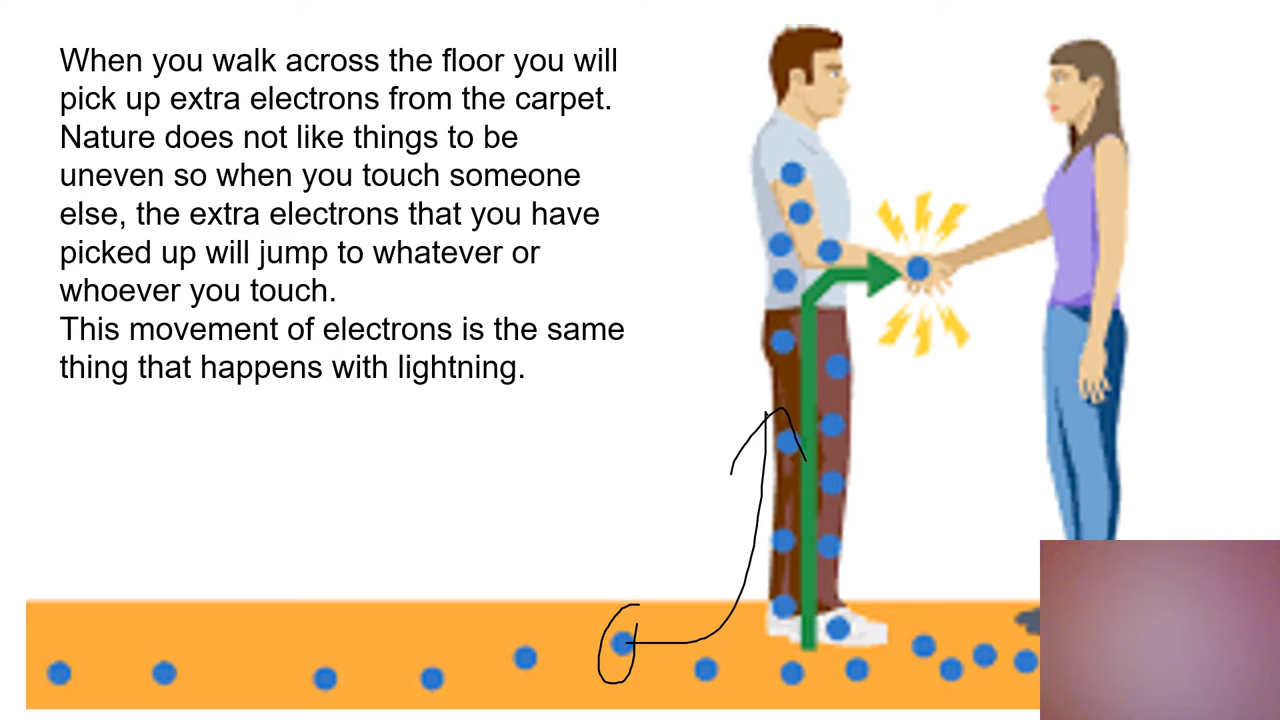 When you walk across the floor you will
pick up extra electrons from the carpet.
Nature does not like things to be
uneven so when you touch someone
else, the extra electrons that you have
picked up will jump to whatever or
whoever you touch.
This movement of electrons is the same
thing that happens with lightning.